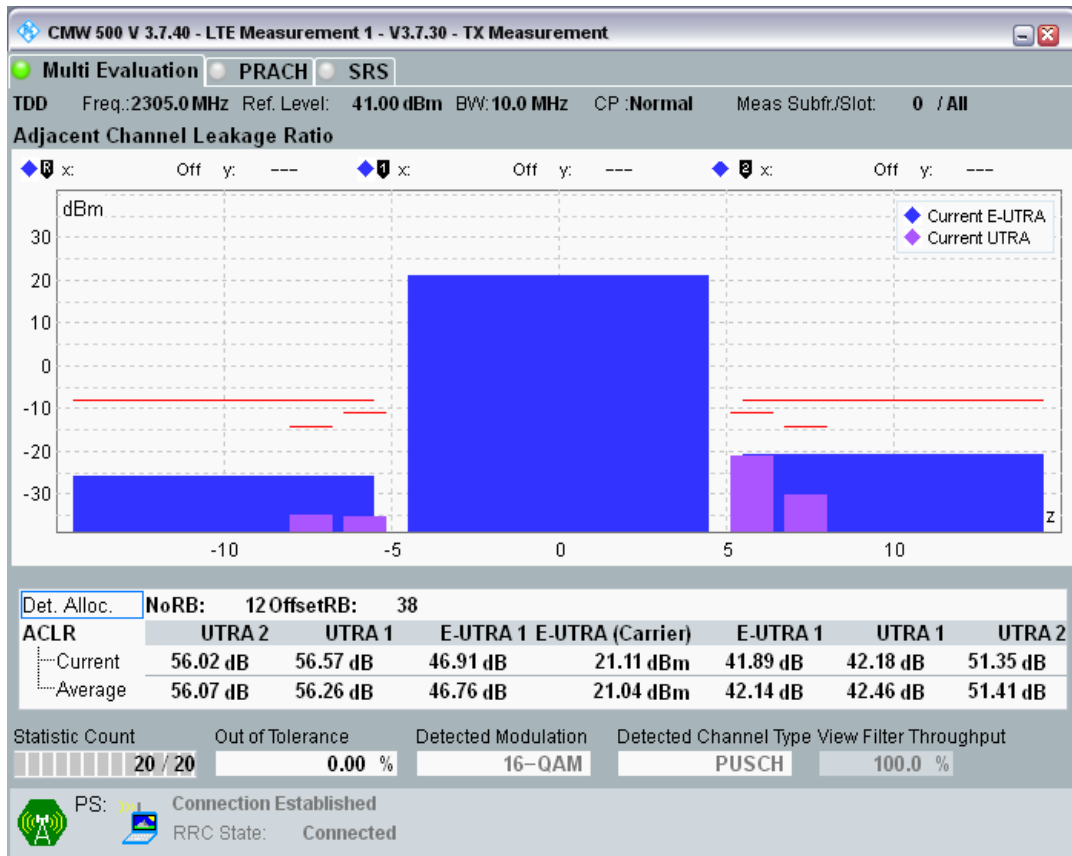 CMW 500 V 3.7.40 - LTE Measurement 1 - V3.7.30 - TX Measurement
Multi Evaluation PRACH SRS
TDD Freq.:2305.0 MHz Ref. Level: 41.00 dBm BW:10.0 MHz CP :Normal Meas Subfr./Slot: 0 / All
Adjacent Channel Leakage Ratio
R x: Off y: --- 1 x: Off y: --- 2 x: Off y: ---
dBm
Current E-UTRA
Current UTRA
30
20
10
0
-10
-20
-30
z
-10 -5 0 5 10
Det. Alloc. NoRB: 12 OffsetRB: 38
ACLR UTRA 2 UTRA 1 E-UTRA 1 E-UTRA (Carrier) E-UTRA 1 UTRA 1 UTRA 2
Current 56.02 dB 56.57 dB 46.91 dB 21.11 dBm 41.89 dB 42.18 dB 51.35 dB
Average 56.07 dB 56.26 dB 46.76 dB 21.04 dBm 42.14 dB 42.46 dB 51.41 dB
Statistic Count Out of Tolerance Detected Modulation Detected Channel Type View Filter Throughput
20 / 20 0.00 % 16-QAM PUSCH 100.0 %
PS: Connection Established
RRC State: Connected